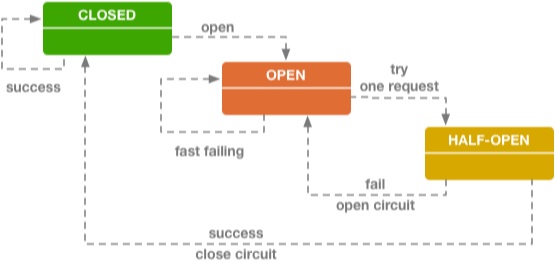 CLOSED
open
success
OPEN
try
one request
fast failing
HALF-OPEN
fail
open circuit
success
close circuit